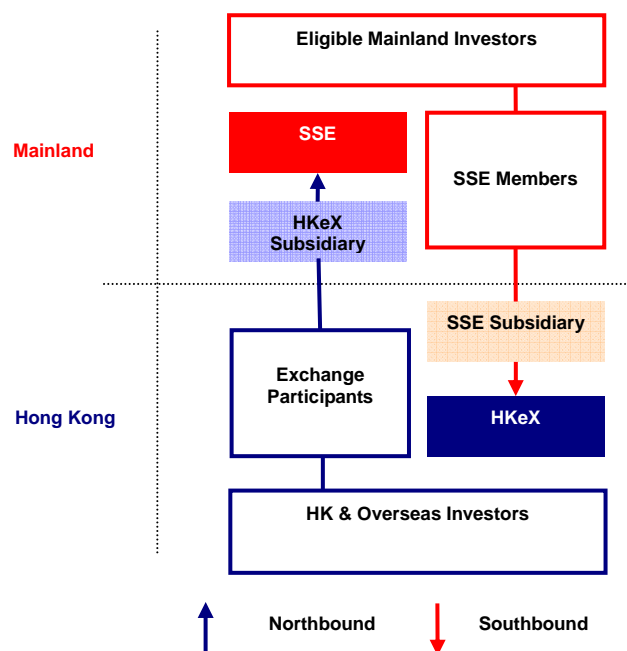 Eligible Mainland Investors
SSE
Mainland
SSE Members
HKeX
Subsidiary
SSE Subsidiary
Exchange
Participants
Hong Kong
HKeX
HK & Overseas Investors
Northbound
Southbound